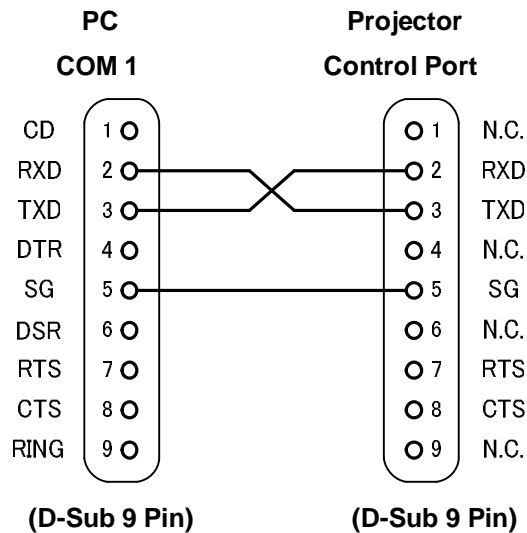 PC Projector
COM 1 Control Port
CD 1 1 N.C.
RXD 2 2 RXD
TXD 3 3 TXD
DTR 4 4 N.C.
SG 5 5 SG
DSR 6 6 N.C.
RTS 7 7 RTS
CTS 8 8 CTS
RING 9 9 N.C.
(D-Sub 9 Pin) (D-Sub 9 Pin)